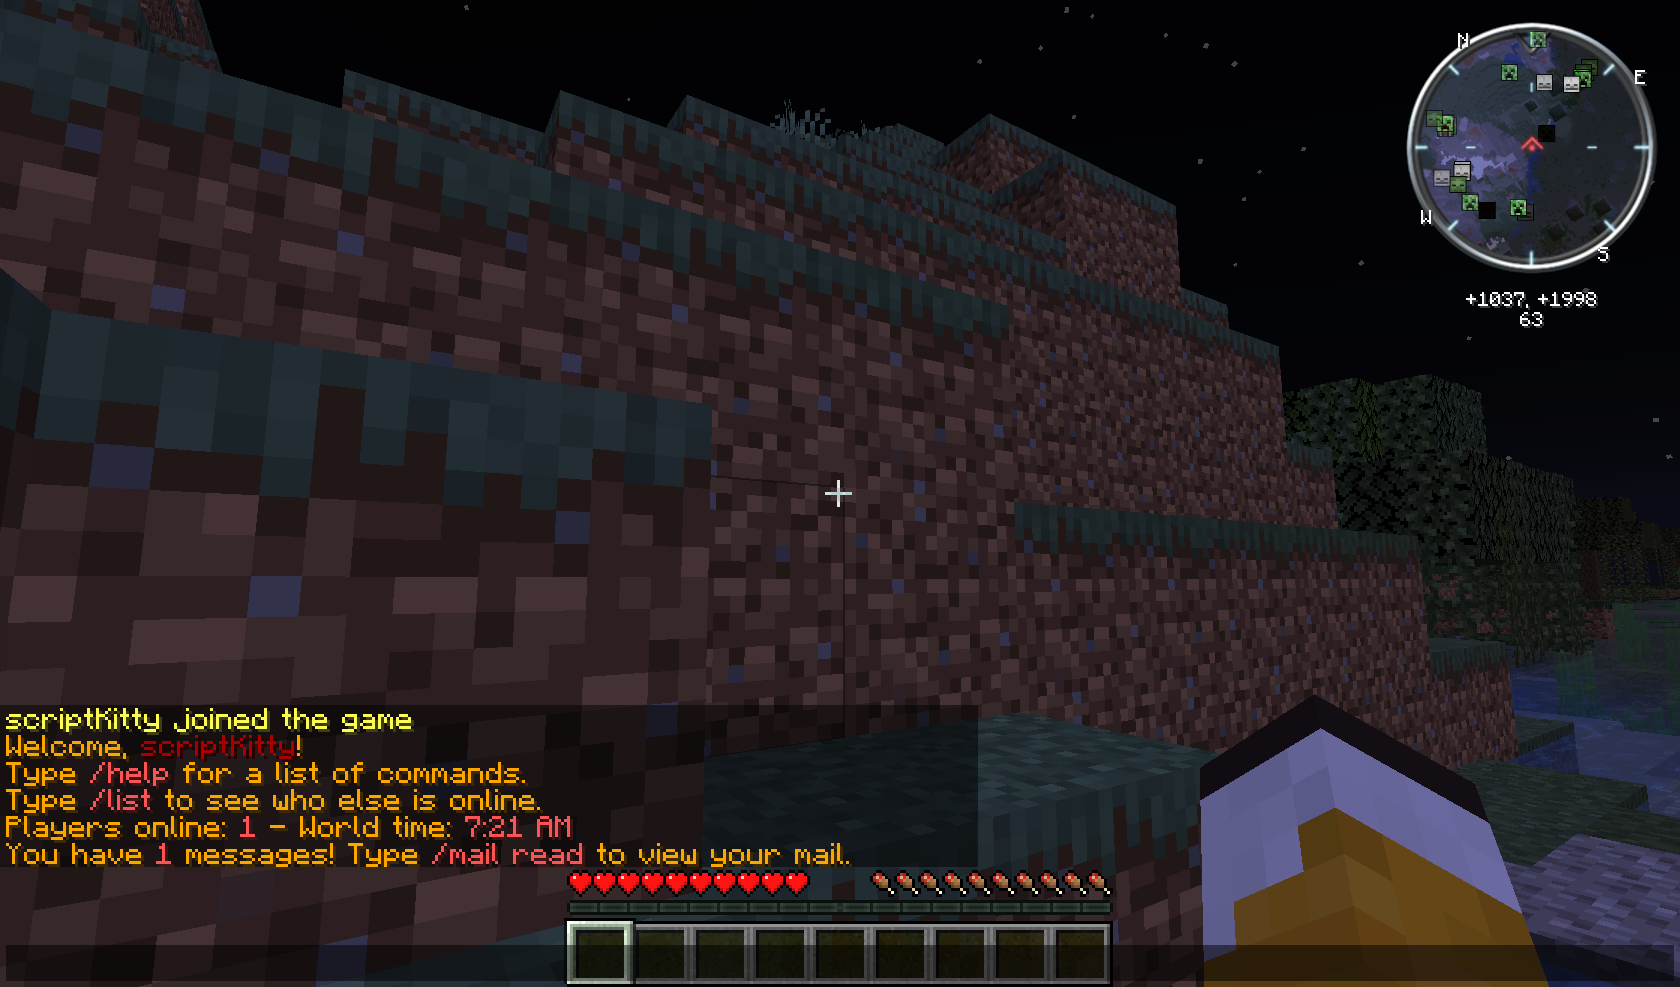 N
E
W
S
+1037, +1998
63
scriptKitty joined the game
Welcome, scriptKitty!
Type /help for a list of commands.
Type /list to see who else is online.
Players online: 1 - World time: 7:21 AM
You have 1 messages! Type /mail read to view your mail.